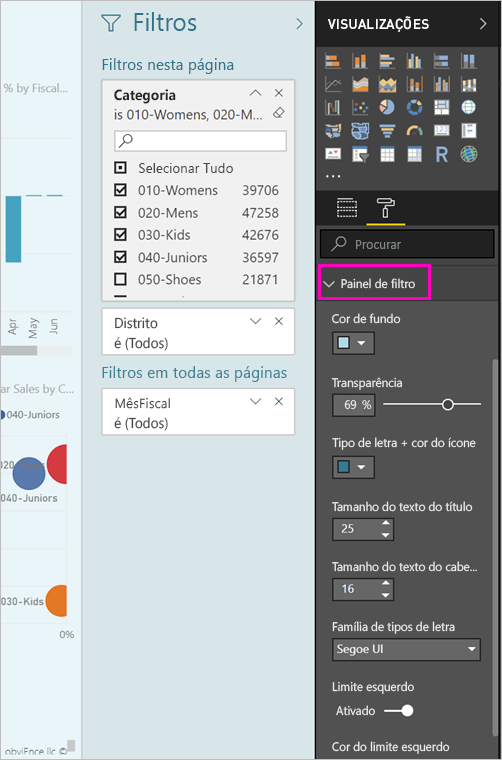 % by Fiscal...
Apr
May
Jun
ar Sales by C...
040-Juniors
040-Juniors
030-Kids
0%
obviEnce llc ©
Filtros
Filtros nesta página
Categoria
is 010-Womens, 020-M...
Selecionar Tudo
010-Womens 39706
020-Mens 47258
030-Kids 42676
040-Juniors 36597
050-Shoes 21871
Distrito
é (Todos)
Filtros em todas as páginas
MêsFiscal
é (Todos)
VISUALIZAÇÕES
R
...
Procurar
Painel de filtro
Cor de fundo
Transparência
69 %
Tipo de letra + cor do ícone
Tamanho do texto do título
25
Tamanho do texto do cabe...
16
Família de tipos de letra
Segoe UI
Limite esquerdo
Ativado
Cor do limite esquerdo